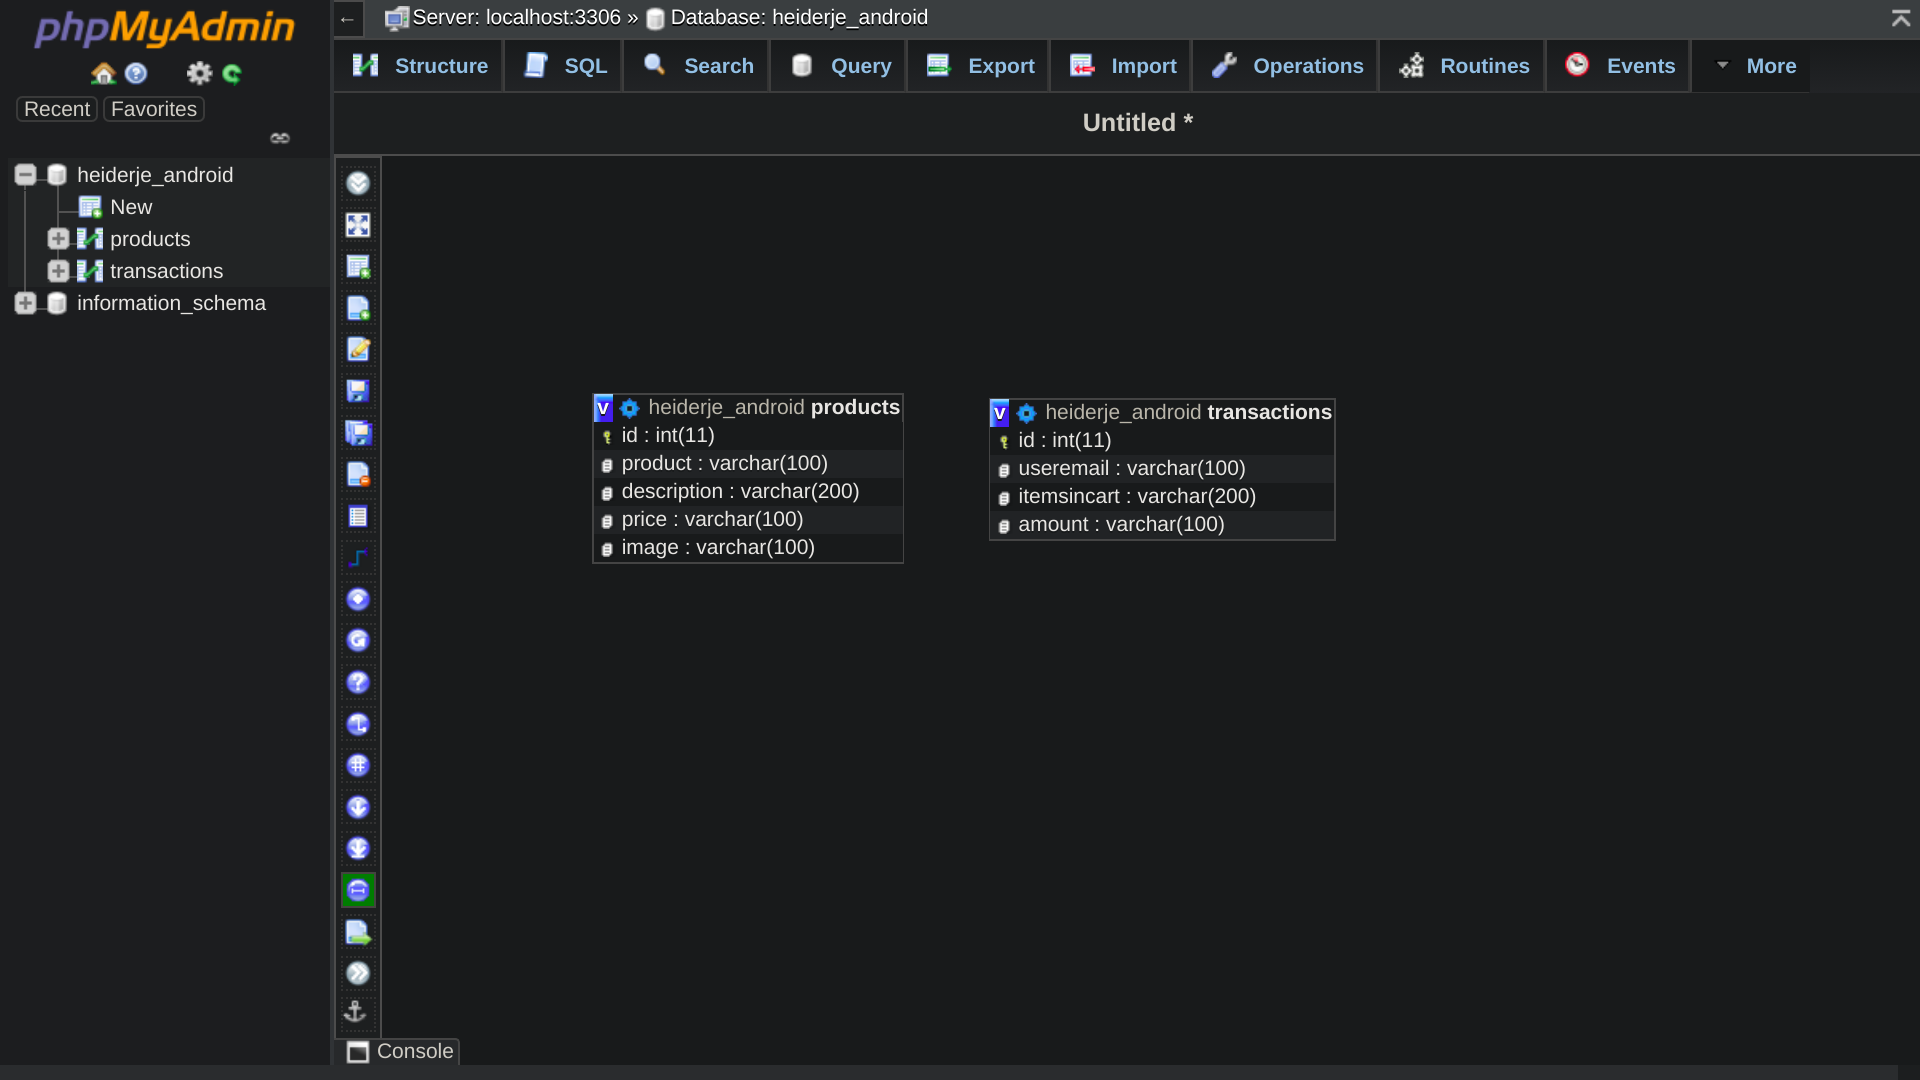 phpMyAdmin
Recent Favorites
heiderje_android
New
products
transactions
information_schema
← Server: localhost:3306 » Database: heiderje_android
Structure SQL Search Query Export Import Operations Routines Events More
Untitled *
v heiderje_android products
id : int(11)
product : varchar(100)
description : varchar(200)
price : varchar(100)
image : varchar(100)
v heiderje_android transactions
id : int(11)
useremail : varchar(100)
itemsincart : varchar(200)
amount : varchar(100)
Console